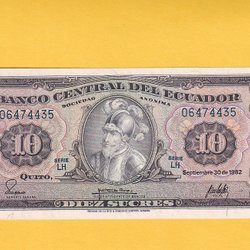 BANCO CENTRAL DEL ECUADOR
SOCIEDAD ANONIMA
06474435 06474435
10 10
SERIE LH SERIE LH
QUITO, Septiembre 30 de 1982
DIEZ SUCRES